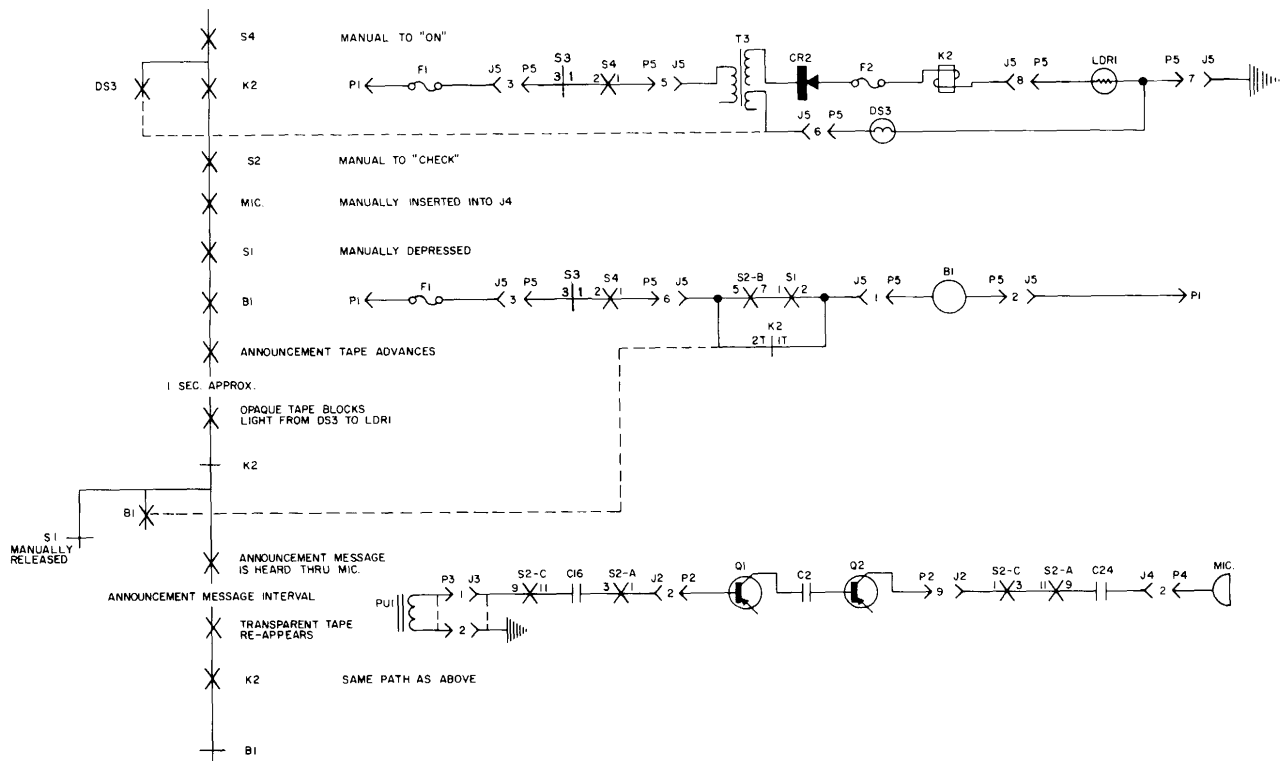 S4 MANUAL TO "ON"
DS3 K2 P1 F1 J5 3 P5 S3 3 1 S4 2 1 P5 5 J5 T3 CR2 F2 K2 J5 8 P5 LDR1 P5 7 J5
J5 6 P5 DS3
S2 MANUAL TO "CHECK"
MIC. MANUALLY INSERTED INTO J4
S1 MANUALLY DEPRESSED
B1 P1 F1 J5 3 P5 S3 3 1 S4 2 1 P5 6 J5 S2-B 5 7 S1 1 2 J5 1 P5 B1 P5 2 J5 P1
K2
2T 1T
ANNOUNCEMENT TAPE ADVANCES
1 SEC. APPROX.
OPAQUE TAPE BLOCKS
LIGHT FROM DS3 TO LDR1
K2
B1
S1
MANUALLY
RELEASED
ANNOUNCEMENT MESSAGE
IS HEARD THRU MIC.
ANNOUNCEMENT MESSAGE INTERVAL
PU1 P3 1 J3 S2-C 9 11 C16 S2-A 3 1 J2 2 P2 Q1 C2 Q2 P2 9 J2 S2-C 1 3 S2-A 11 9 C24 J4 2 P4 MIC.
2
TRANSPARENT TAPE
RE-APPEARS
K2 SAME PATH AS ABOVE
B1